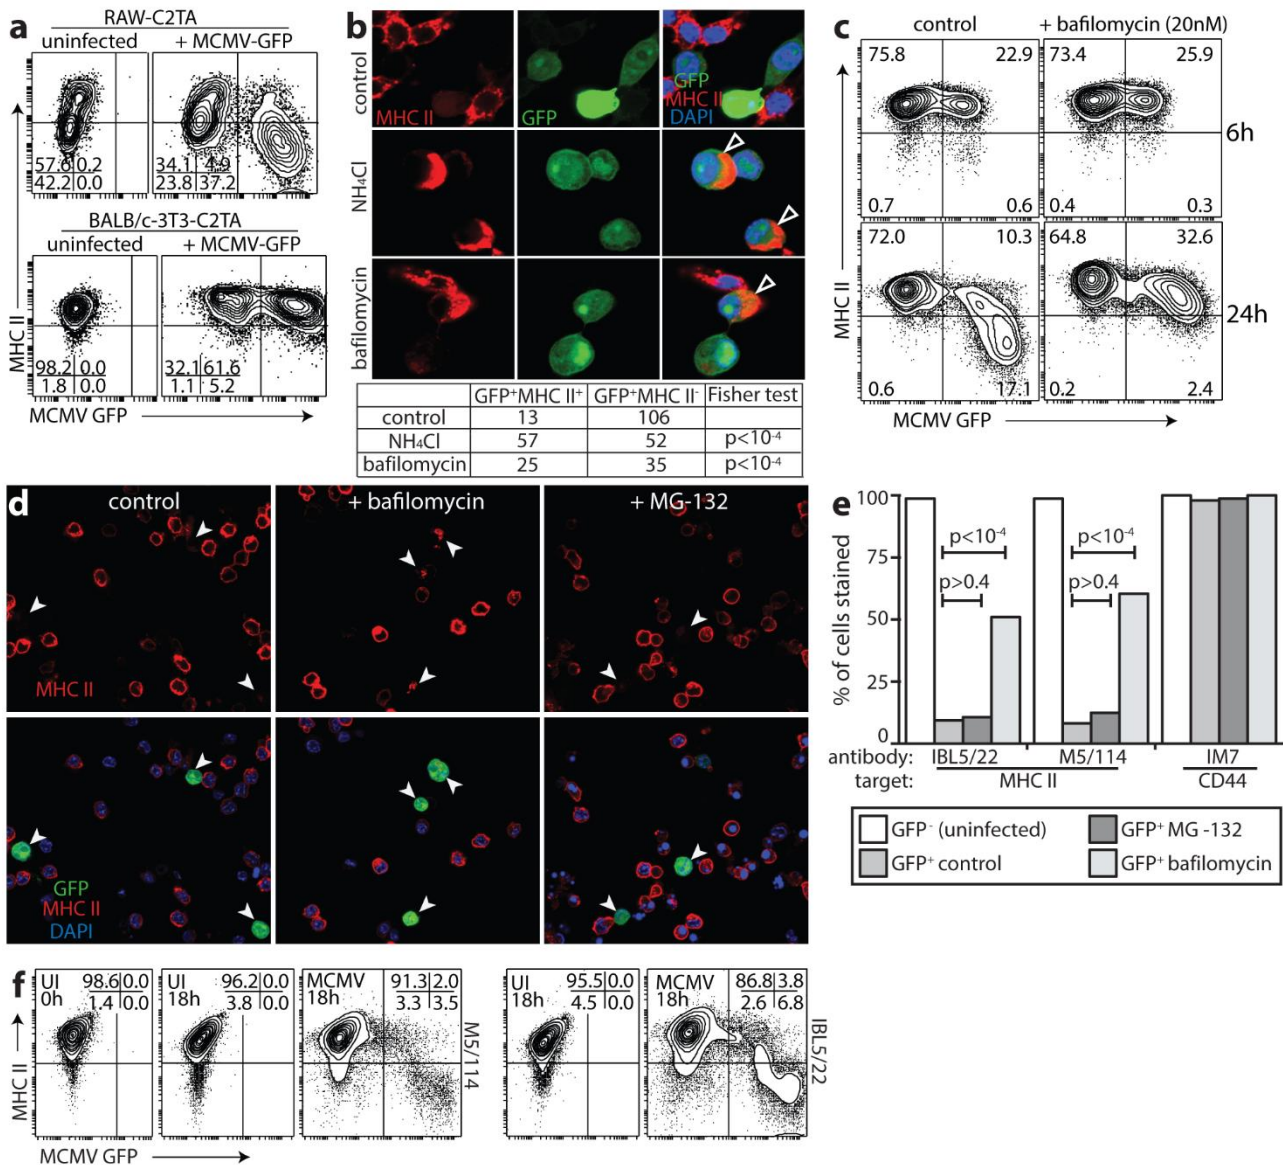 a
RAW-C2TA
uninfected
+ MCMV-GFP
57.6 0.2
42.2 0.0
34.1 4.9
23.8 37.2
BALB/c-3T3-C2TA
uninfected
+ MCMV-GFP
98.2 0.0
1.8 0.0
32.1 61.6
1.1 5.2
MHC II
MCMV GFP
b
control
NH₄Cl
bafilomycin
MHC II
GFP
GFP
MHC II
DAPI
GFP⁺MHC II⁺ GFP⁺MHC II⁻ Fisher test
control 13 106
NH₄Cl 57 52 p<10⁻⁴
bafilomycin 25 35 p<10⁻⁴
c
control
+ bafilomycin (20nM)
75.8 22.9
0.7 0.6
73.4 25.9
0.4 0.3
6h
72.0 10.3
0.6 17.1
64.8 32.6
0.2 2.4
24h
MHC II
MHC II
MCMV GFP
d
control
+ bafilomycin
+ MG-132
MHC II
GFP
MHC II
DAPI
e
% of cells stained
100
75
50
25
0
p<10⁻⁴
p>0.4
p<10⁻⁴
p>0.4
antibody: IBL5/22 M5/114 IM7
target: MHC II CD44
GFP⁻ (uninfected)
GFP⁺ MG -132
GFP⁺ control
GFP⁺ bafilomycin
f
UI
0h
98.6 0.0
1.4 0.0
UI
18h
96.2 0.0
3.8 0.0
MCMV
18h
91.3 2.0
3.3 3.5
M5/114
UI
18h
95.5 0.0
4.5 0.0
MCMV
18h
86.8 3.8
2.6 6.8
IBL5/22
MHC II
MCMV GFP